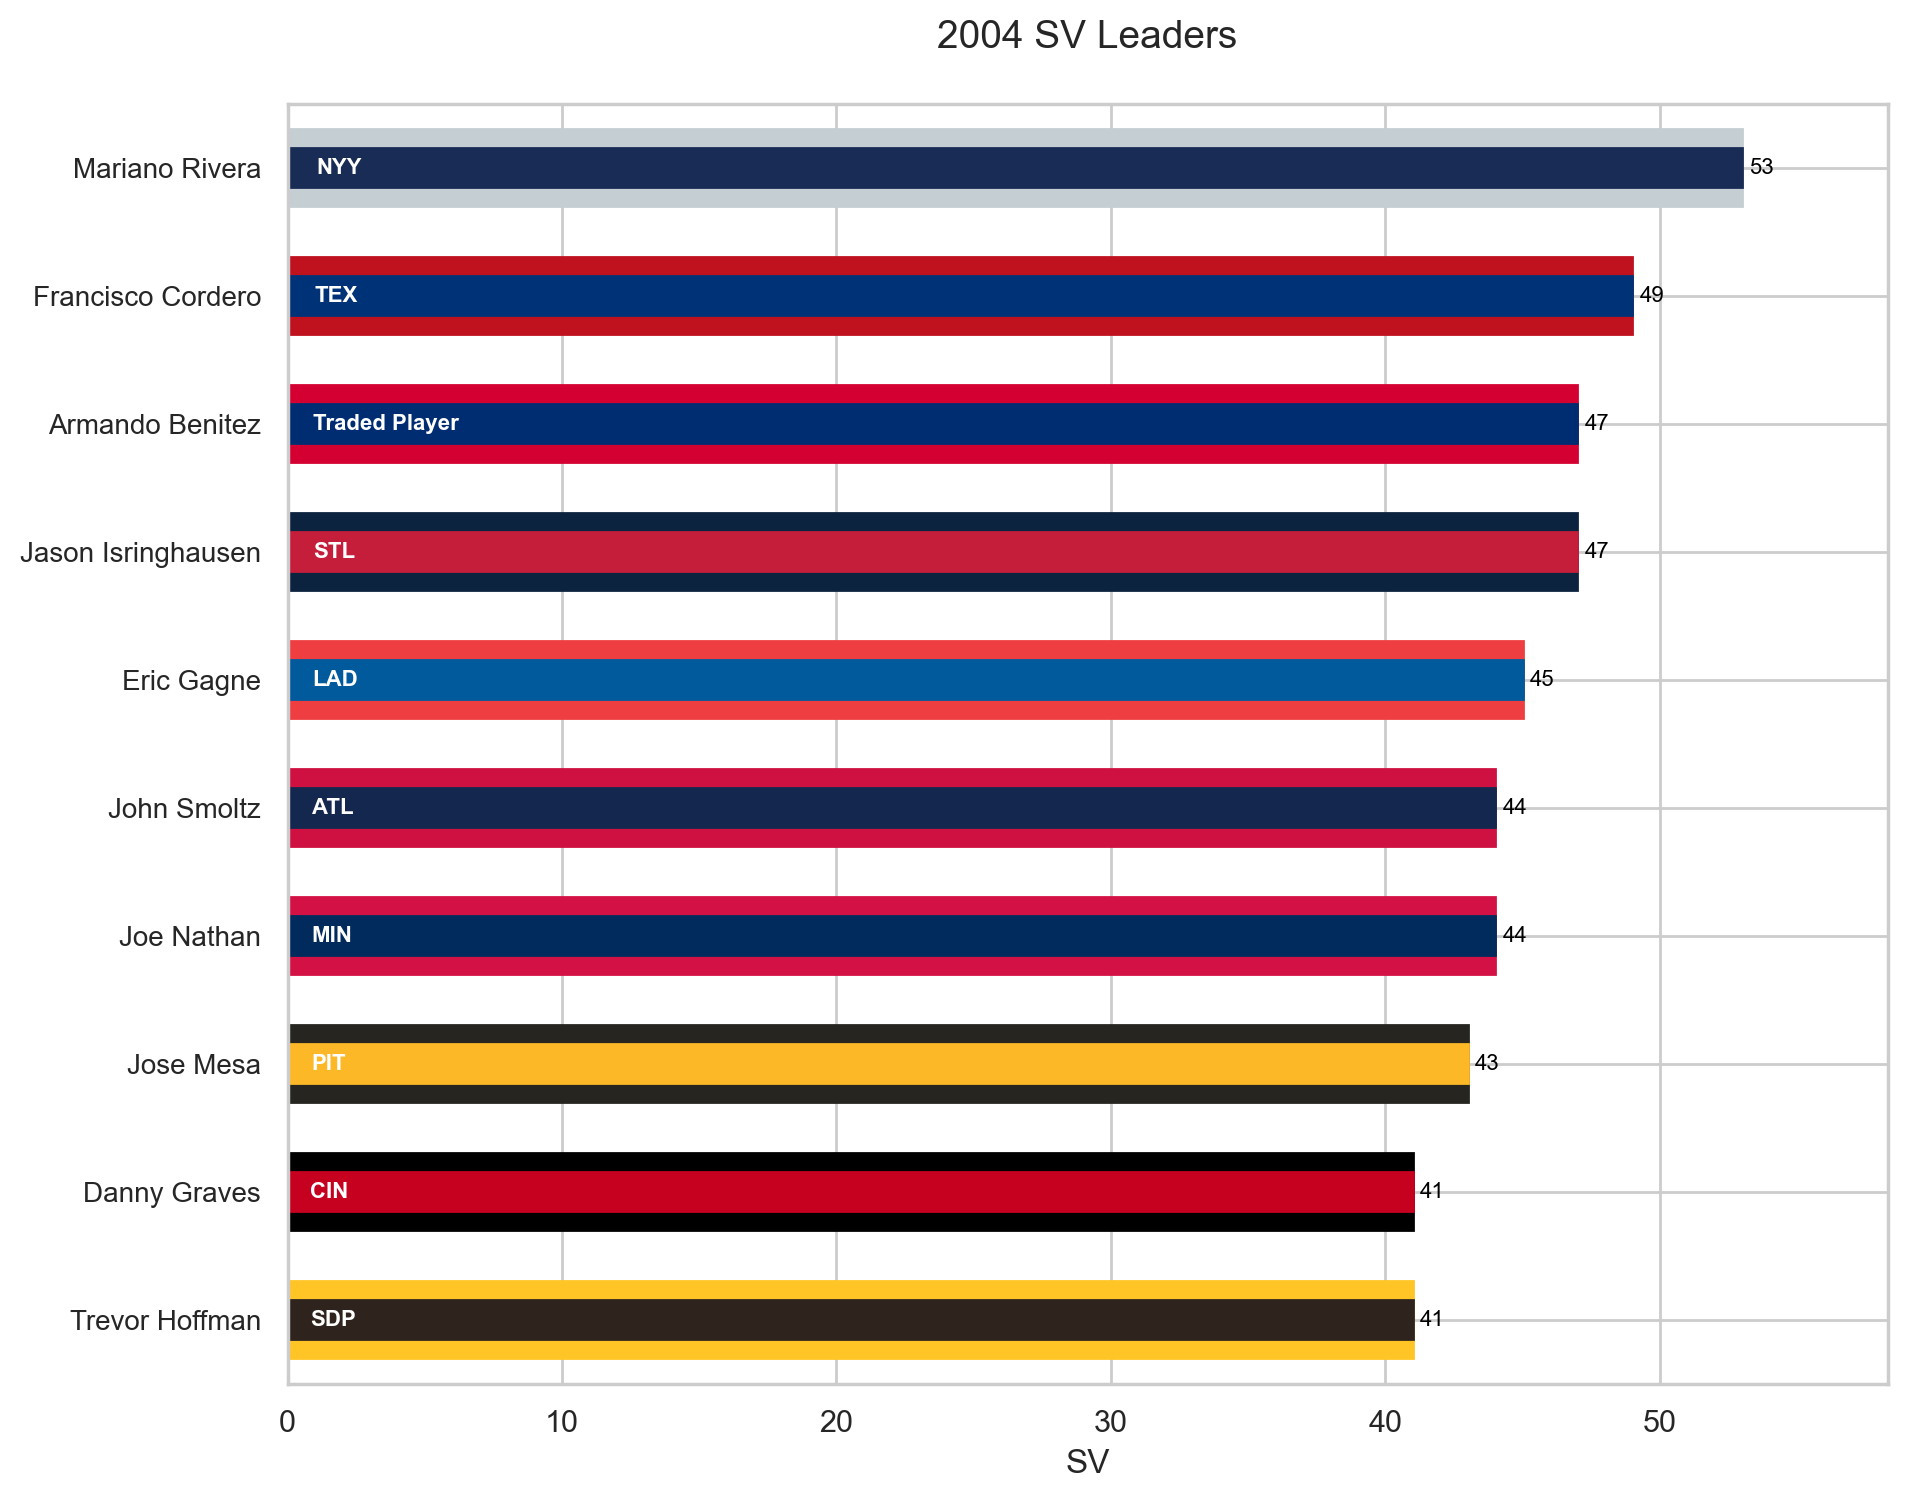 2004 SV Leaders
Mariano Rivera NYY 53
Francisco Cordero TEX 49
Armando Benitez Traded Player 47
Jason Isringhausen STL 47
Eric Gagne LAD 45
John Smoltz ATL 44
Joe Nathan MIN 44
Jose Mesa PIT 43
Danny Graves CIN 41
Trevor Hoffman SDP 41
0 10 20 30 40 50
SV